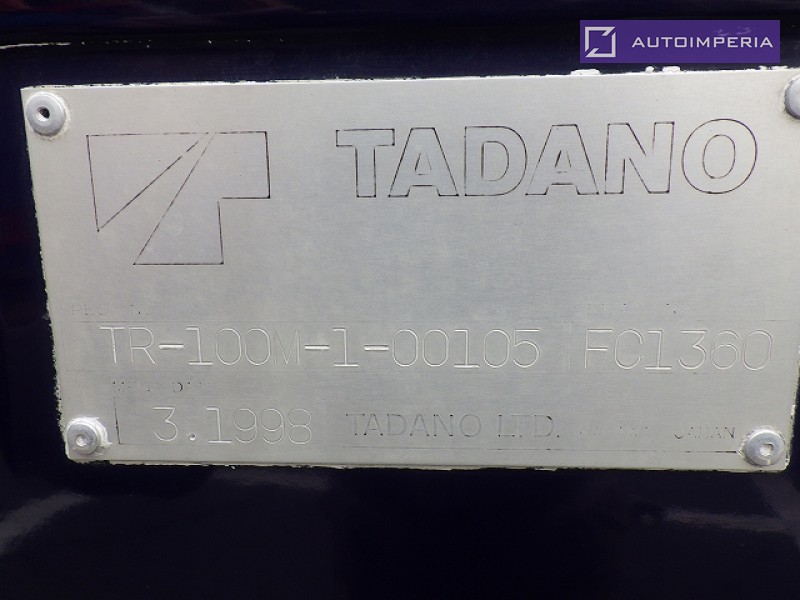 AUTOIMPERIA
TADANO
TR-100M-1-00105 FC1360
3.1998 TADANO LTD. JAPAN